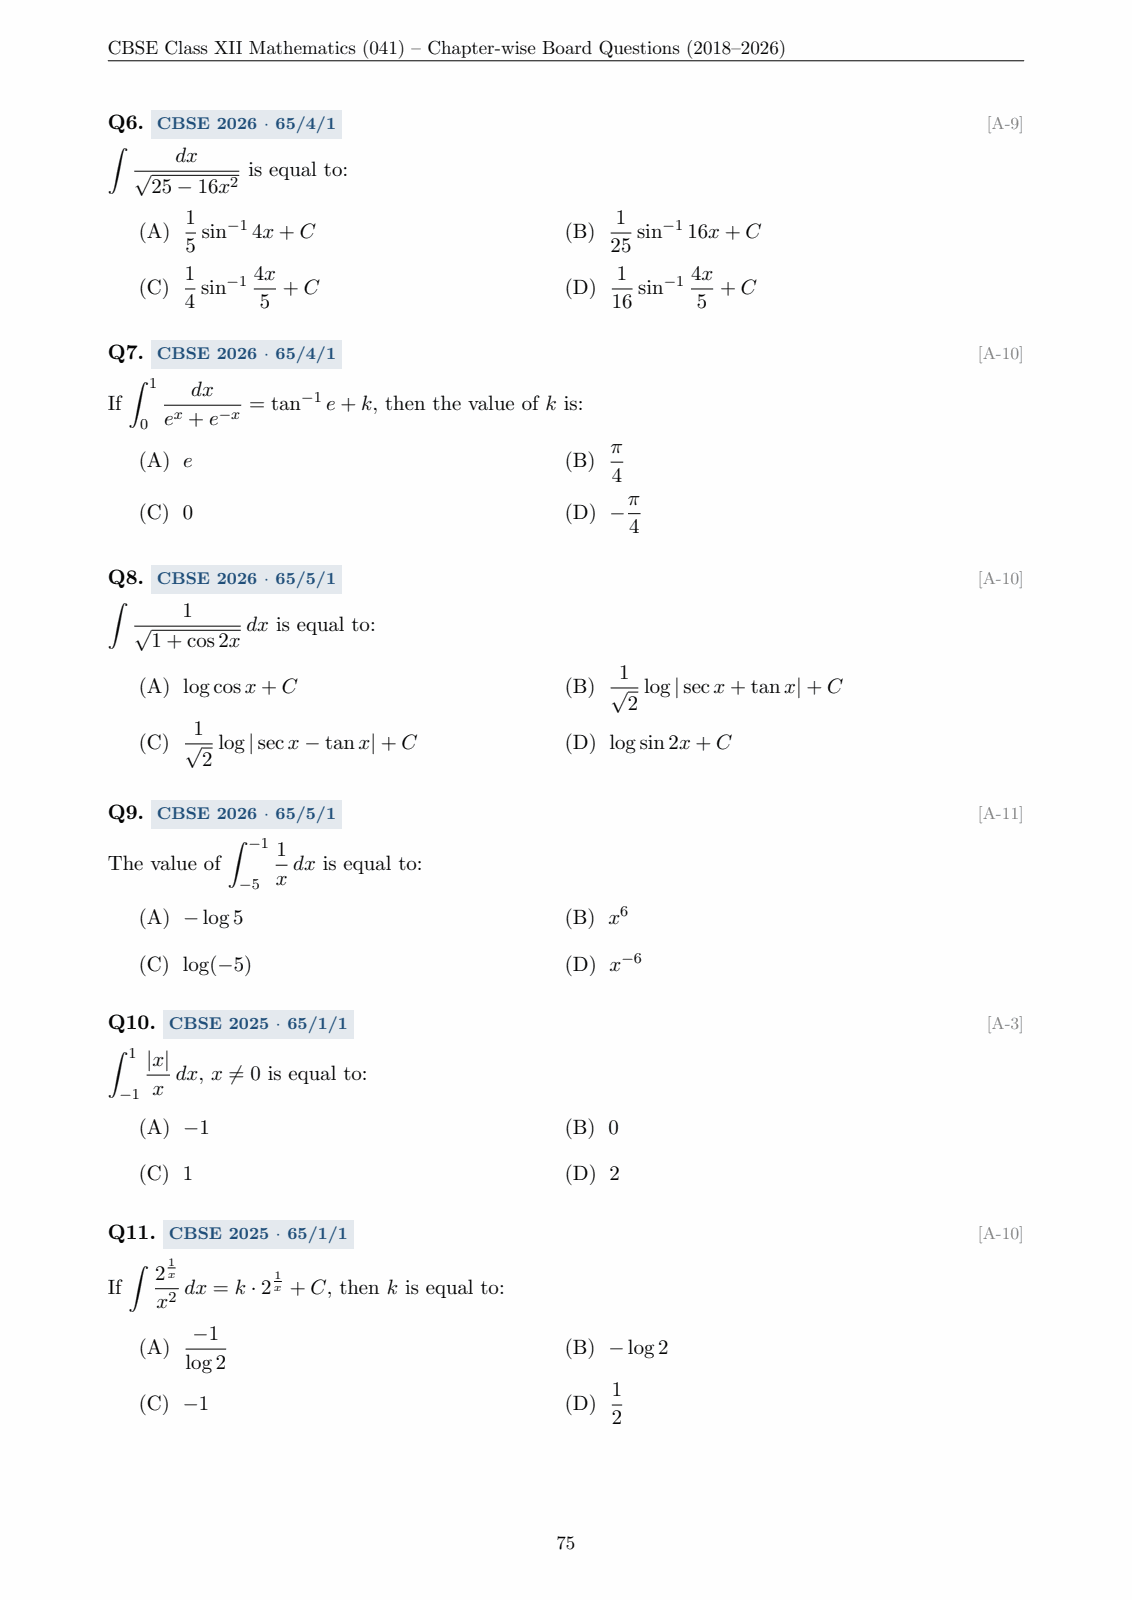 CBSE Class XII Mathematics (041) – Chapter-wise Board Questions (2018–2026)
Q6. CBSE 2026 · 65/4/1 [A-9]
∫ dx/√(25 − 16x²) is equal to:
(A) 1/5 sin⁻¹ 4x + C (B) 1/25 sin⁻¹ 16x + C
(C) 1/4 sin⁻¹ 4x/5 + C (D) 1/16 sin⁻¹ 4x/5 + C
Q7. CBSE 2026 · 65/4/1 [A-10]
If ∫₀¹ dx/(eˣ + e⁻ˣ) = tan⁻¹ e + k, then the value of k is:
(A) e (B) π/4
(C) 0 (D) −π/4
Q8. CBSE 2026 · 65/5/1 [A-10]
∫ 1/√(1 + cos 2x) dx is equal to:
(A) log cos x + C (B) 1/√2 log | sec x + tan x| + C
(C) 1/√2 log | sec x − tan x| + C (D) log sin 2x + C
Q9. CBSE 2026 · 65/5/1 [A-11]
The value of ∫₋₅⁻¹ 1/x dx is equal to:
(A) − log 5 (B) x⁶
(C) log(−5) (D) x⁻⁶
Q10. CBSE 2025 · 65/1/1 [A-3]
∫₋₁¹ |x|/x dx, x ≠ 0 is equal to:
(A) −1 (B) 0
(C) 1 (D) 2
Q11. CBSE 2025 · 65/1/1 [A-10]
If ∫ 2^(1/x)/x² dx = k · 2^(1/x) + C, then k is equal to:
(A) −1/log 2 (B) − log 2
(C) −1 (D) 1/2
75